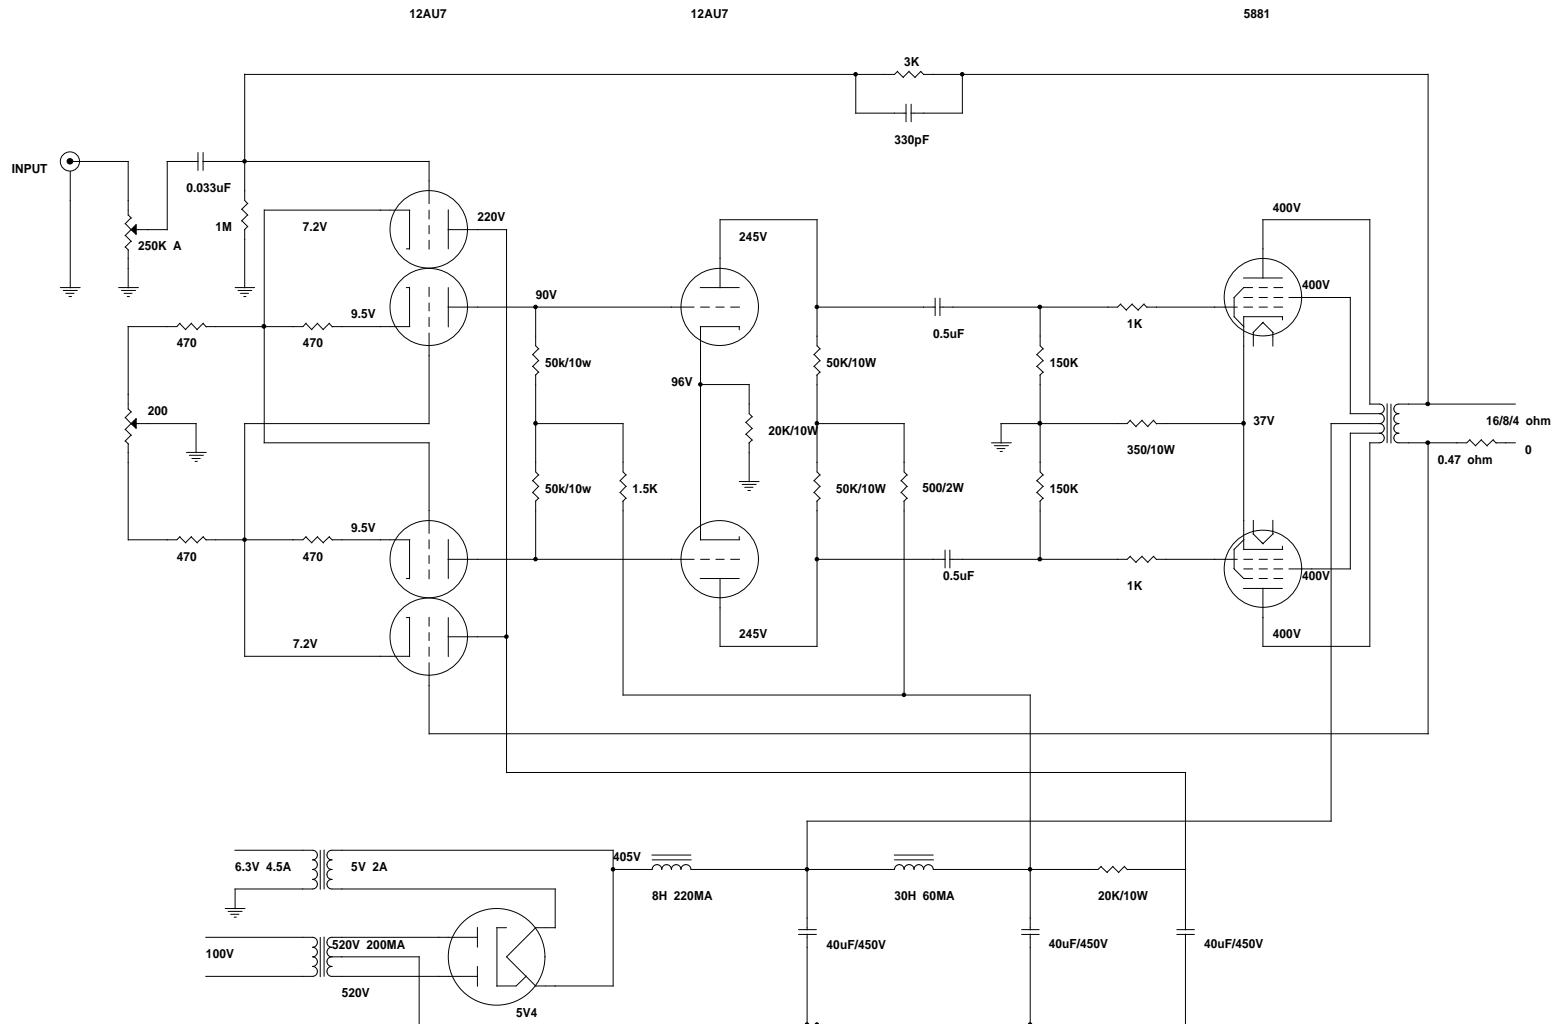 12AU7 12AU7 5881
3K
330pF
INPUT
0.033uF
1M
250K A
7.2V
220V
245V
400V
9.5V
90V
400V
470
470
0.5uF
1K
50k/10w
50K/10W
150K
96V
200
20K/10W
37V
16/8/4 ohm
350/10W
0.47 ohm
0
50k/10w
1.5K
50K/10W
500/2W
150K
9.5V
470
470
0.5uF
1K
400V
7.2V
245V
400V
6.3V 4.5A
5V 2A
405V
8H 220MA
30H 60MA
20K/10W
100V
520V 200MA
40uF/450V
40uF/450V
40uF/450V
520V
5V4